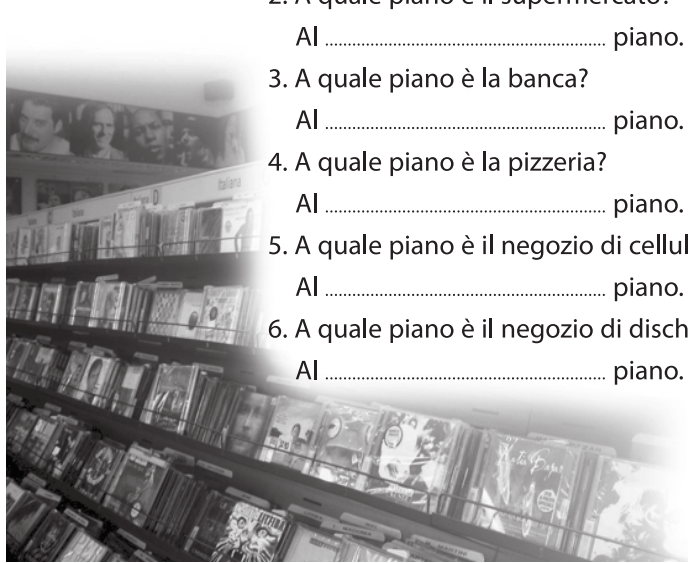 2. A quale piano è il supermercato?
Al ........................................ piano.
3. A quale piano è la banca?
Al ........................................ piano.
4. A quale piano è la pizzeria?
Al ........................................ piano.
5. A quale piano è il negozio di cellul
Al ........................................ piano.
6. A quale piano è il negozio di disch
Al ........................................ piano.
Italiana
D